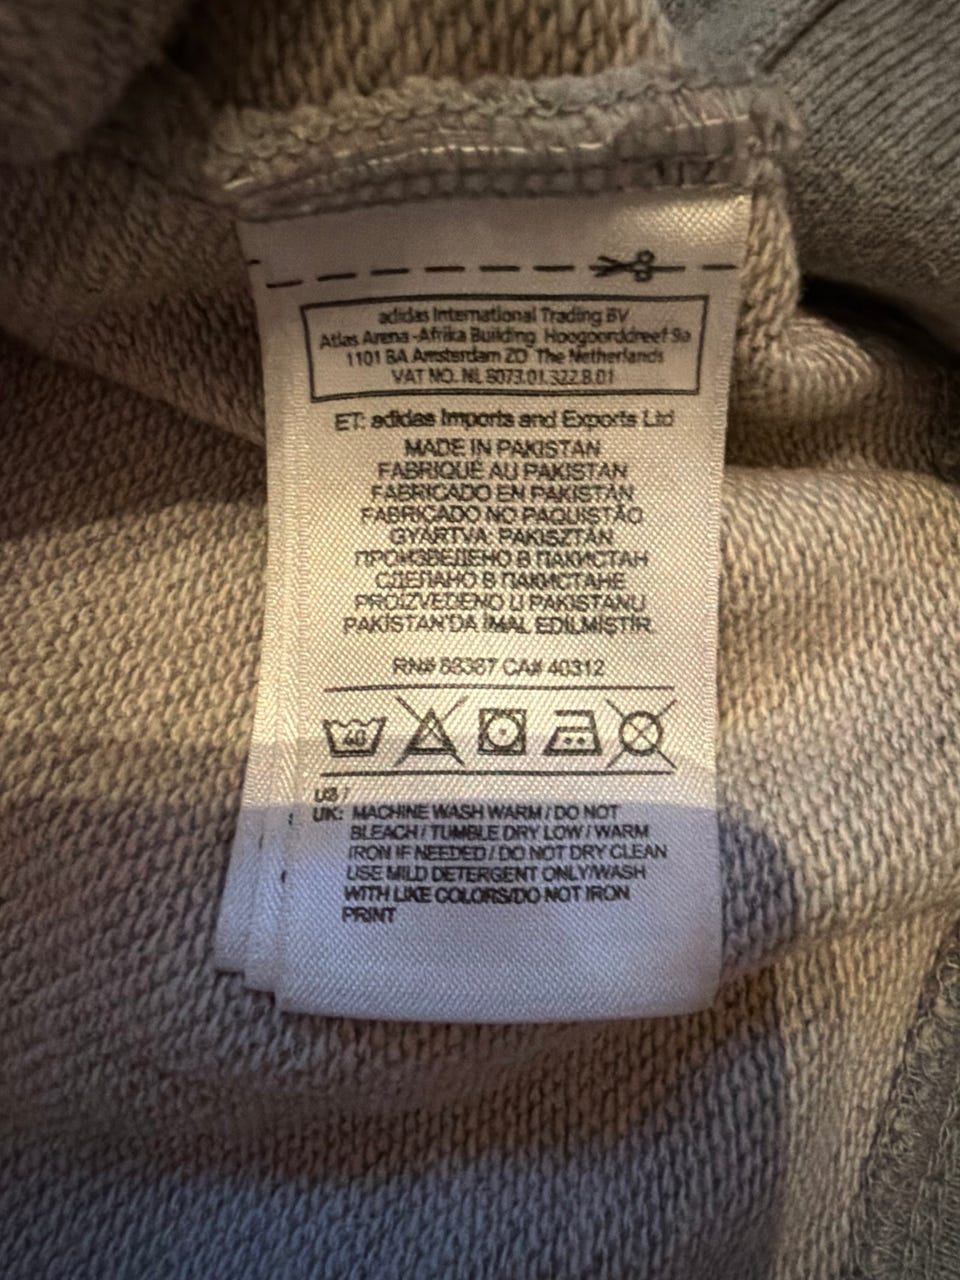 adidas International Trading BV
Atlas Arena -Afrika Building Hoogoorddreef 9a
1101 BA Amsterdam ZO The Netherlands
VAT NO. NL 8073.01.322.B.01
ET: adidas Imports and Exports Ltd
MADE IN PAKISTAN
FABRIQUÉ AU PAKISTAN
FABRICADO EN PAKISTÁN
FABRICADO NO PAQUISTÃO
GYÁRTVA: PAKISZTÁN
ПРОИЗВЕДЕНО В ПАКИСТАН
СДЕЛАНО В ПАКИСТАНЕ
PROIZVEDENO U PAKISTANU
PAKİSTAN'DA İMAL EDİLMİŞTİR
RN# 88387 CA# 40312
40
US /
UK: MACHINE WASH WARM / DO NOT
BLEACH / TUMBLE DRY LOW / WARM
IRON IF NEEDED / DO NOT DRY CLEAN
USE MILD DETERGENT ONLY/WASH
WITH LIKE COLORS/DO NOT IRON
PRINT